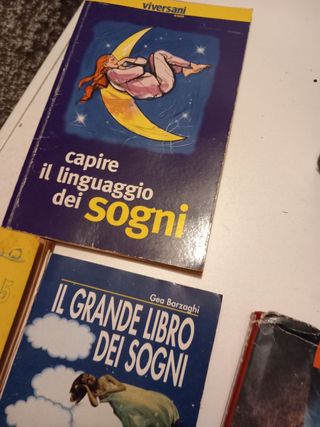 viversani
capire
il linguaggio
dei sogni
Gea Barzaghi
IL GRANDE LIBRO
DEI SOGNI